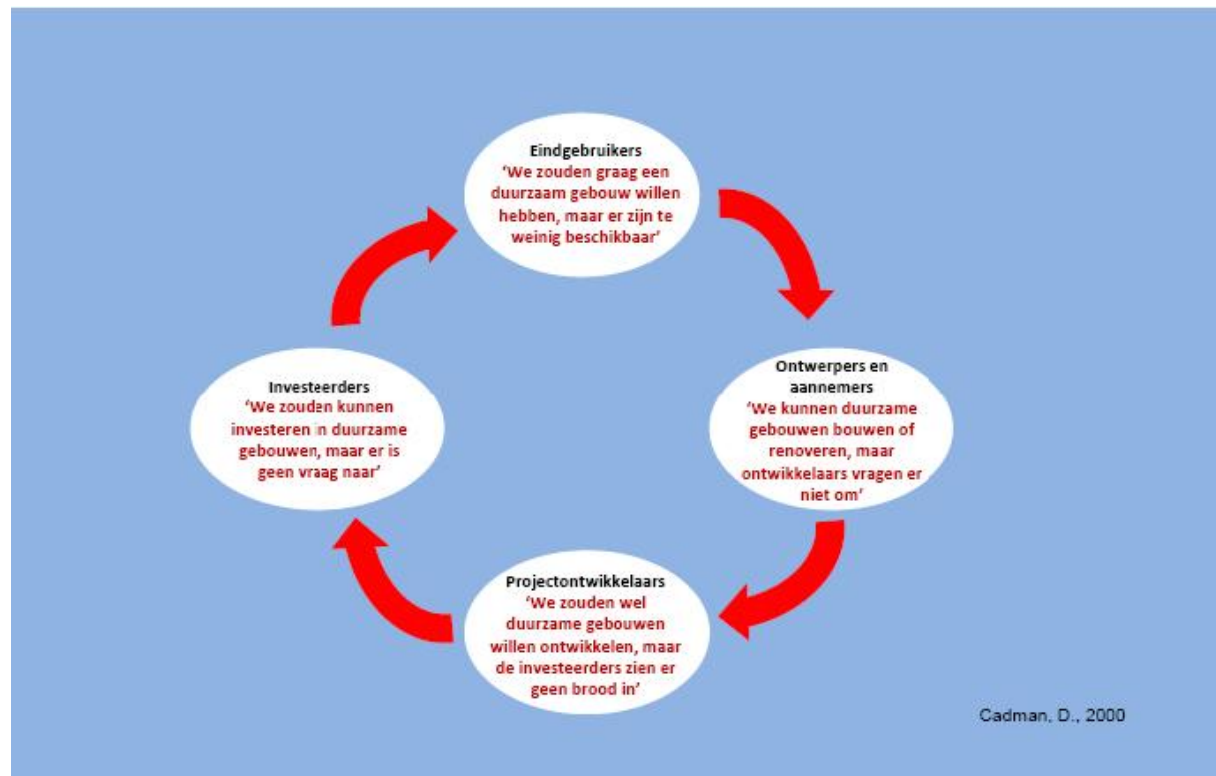 Eindgebruikers
‘We zouden graag een
duurzaam gebouw willen
hebben, maar er zijn te
weinig beschikbaar’
Ontwerpers en
aannemers
‘We kunnen duurzame
gebouwen bouwen of
renoveren, maar
ontwikkelaars vragen er
niet om’
Projectontwikkelaars
‘We zouden wel
duurzame gebouwen
willen ontwikkelen, maar
de investeerders zien er
geen brood in’
Investeerders
‘We zouden kunnen
investeren in duurzame
gebouwen, maar er is
geen vraag naar’
Cadman, D., 2000